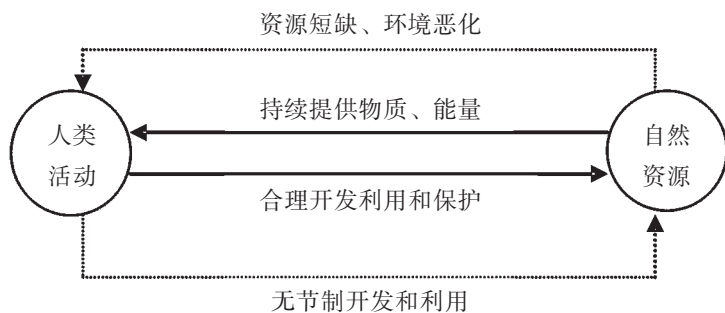 资源短缺、环境恶化
持续提供物质、能量
人类
活动
自然
资源
合理开发利用和保护
无节制开发和利用